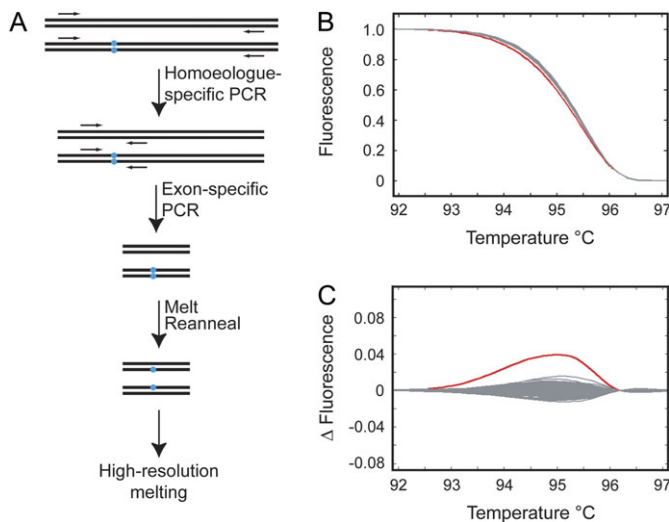 A
Homoeologue-
specific PCR
Exon-specific
PCR
Melt
Reanneal
High-resolution
melting
B
Fluorescence
1.0
0.8
0.6
0.4
0.2
0
92 93 94 95 96 97
Temperature °C
C
Δ Fluorescence
0.08
0.04
0
-0.04
-0.08
92 93 94 95 96 97
Temperature °C